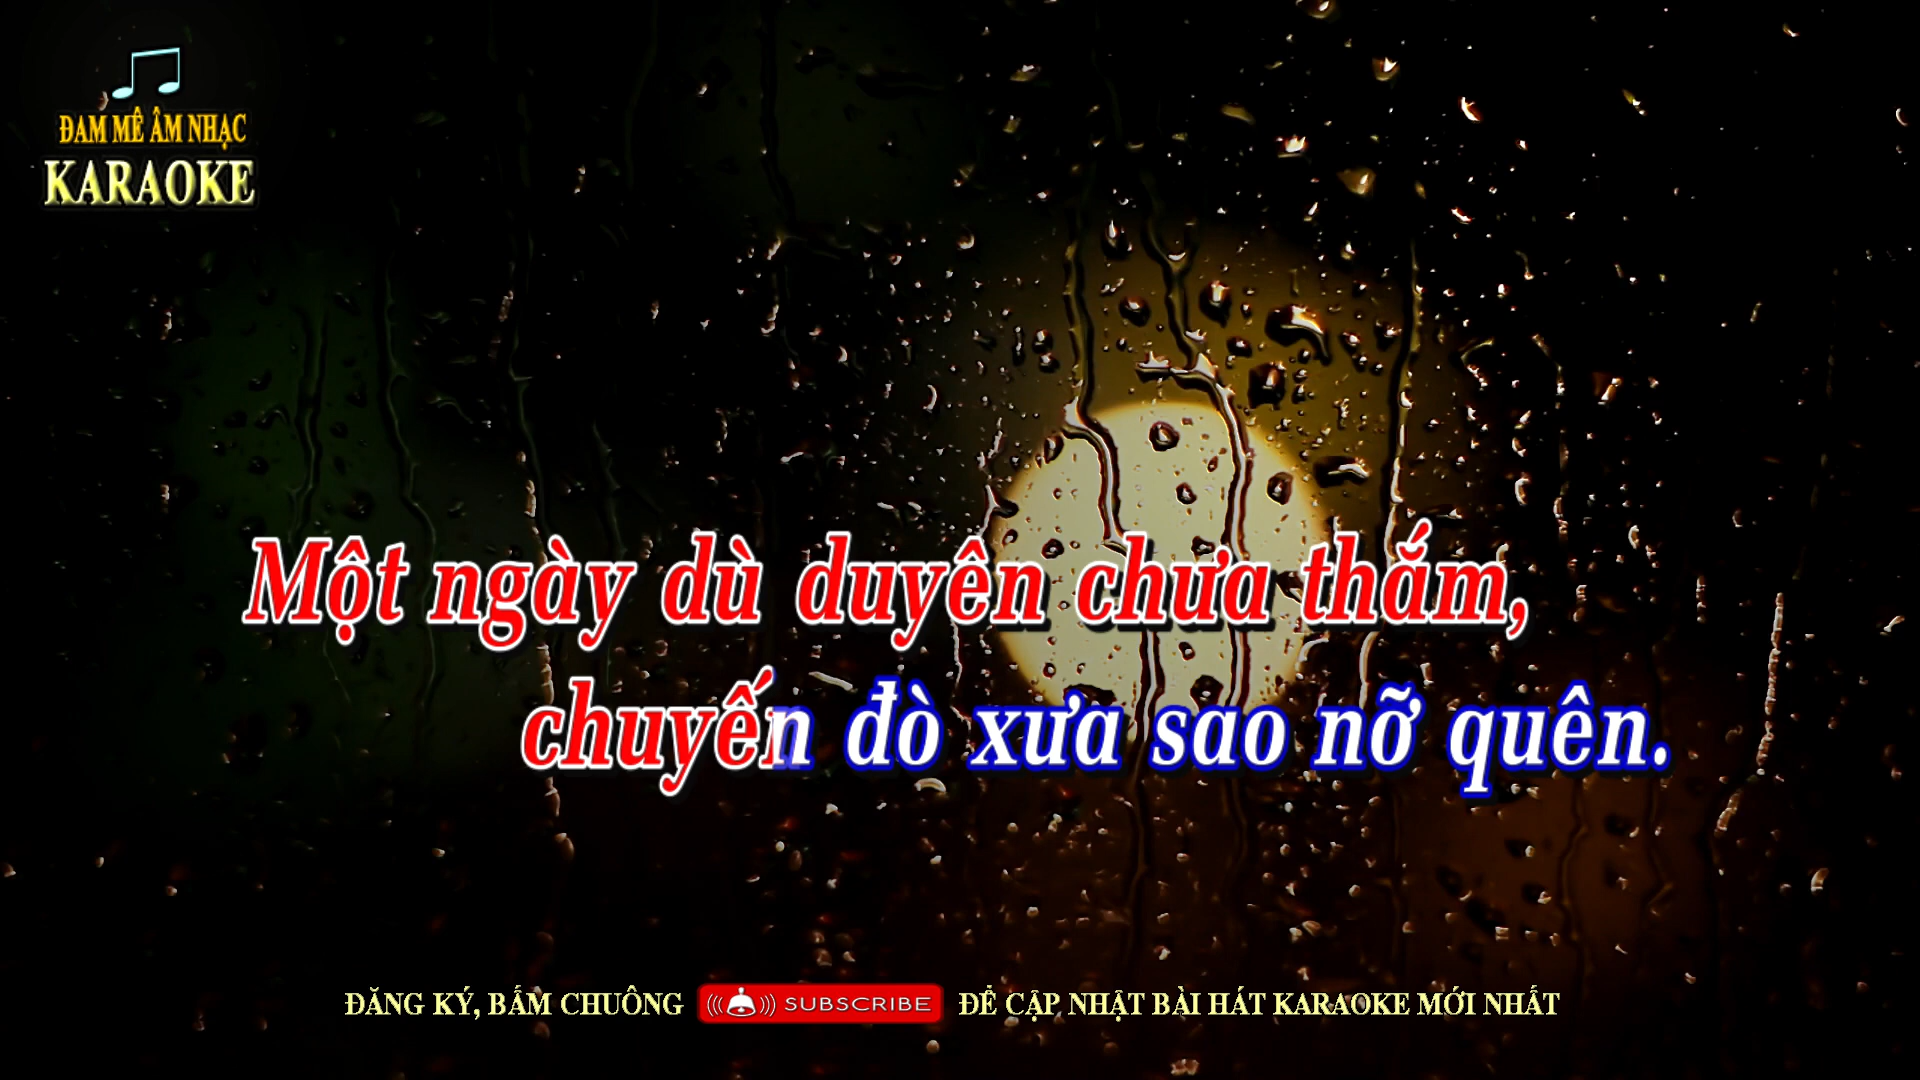 ĐAM MÊ ÂM NHẠC
KARAOKE
Một ngày dù duyên chưa thắm,
chuyến đò xưa sao nỡ quên.
ĐĂNG KÝ, BẤM CHUÔNG SUBSCRIBE ĐỂ CẬP NHẬT BÀI HÁT KARAOKE MỚI NHẤT